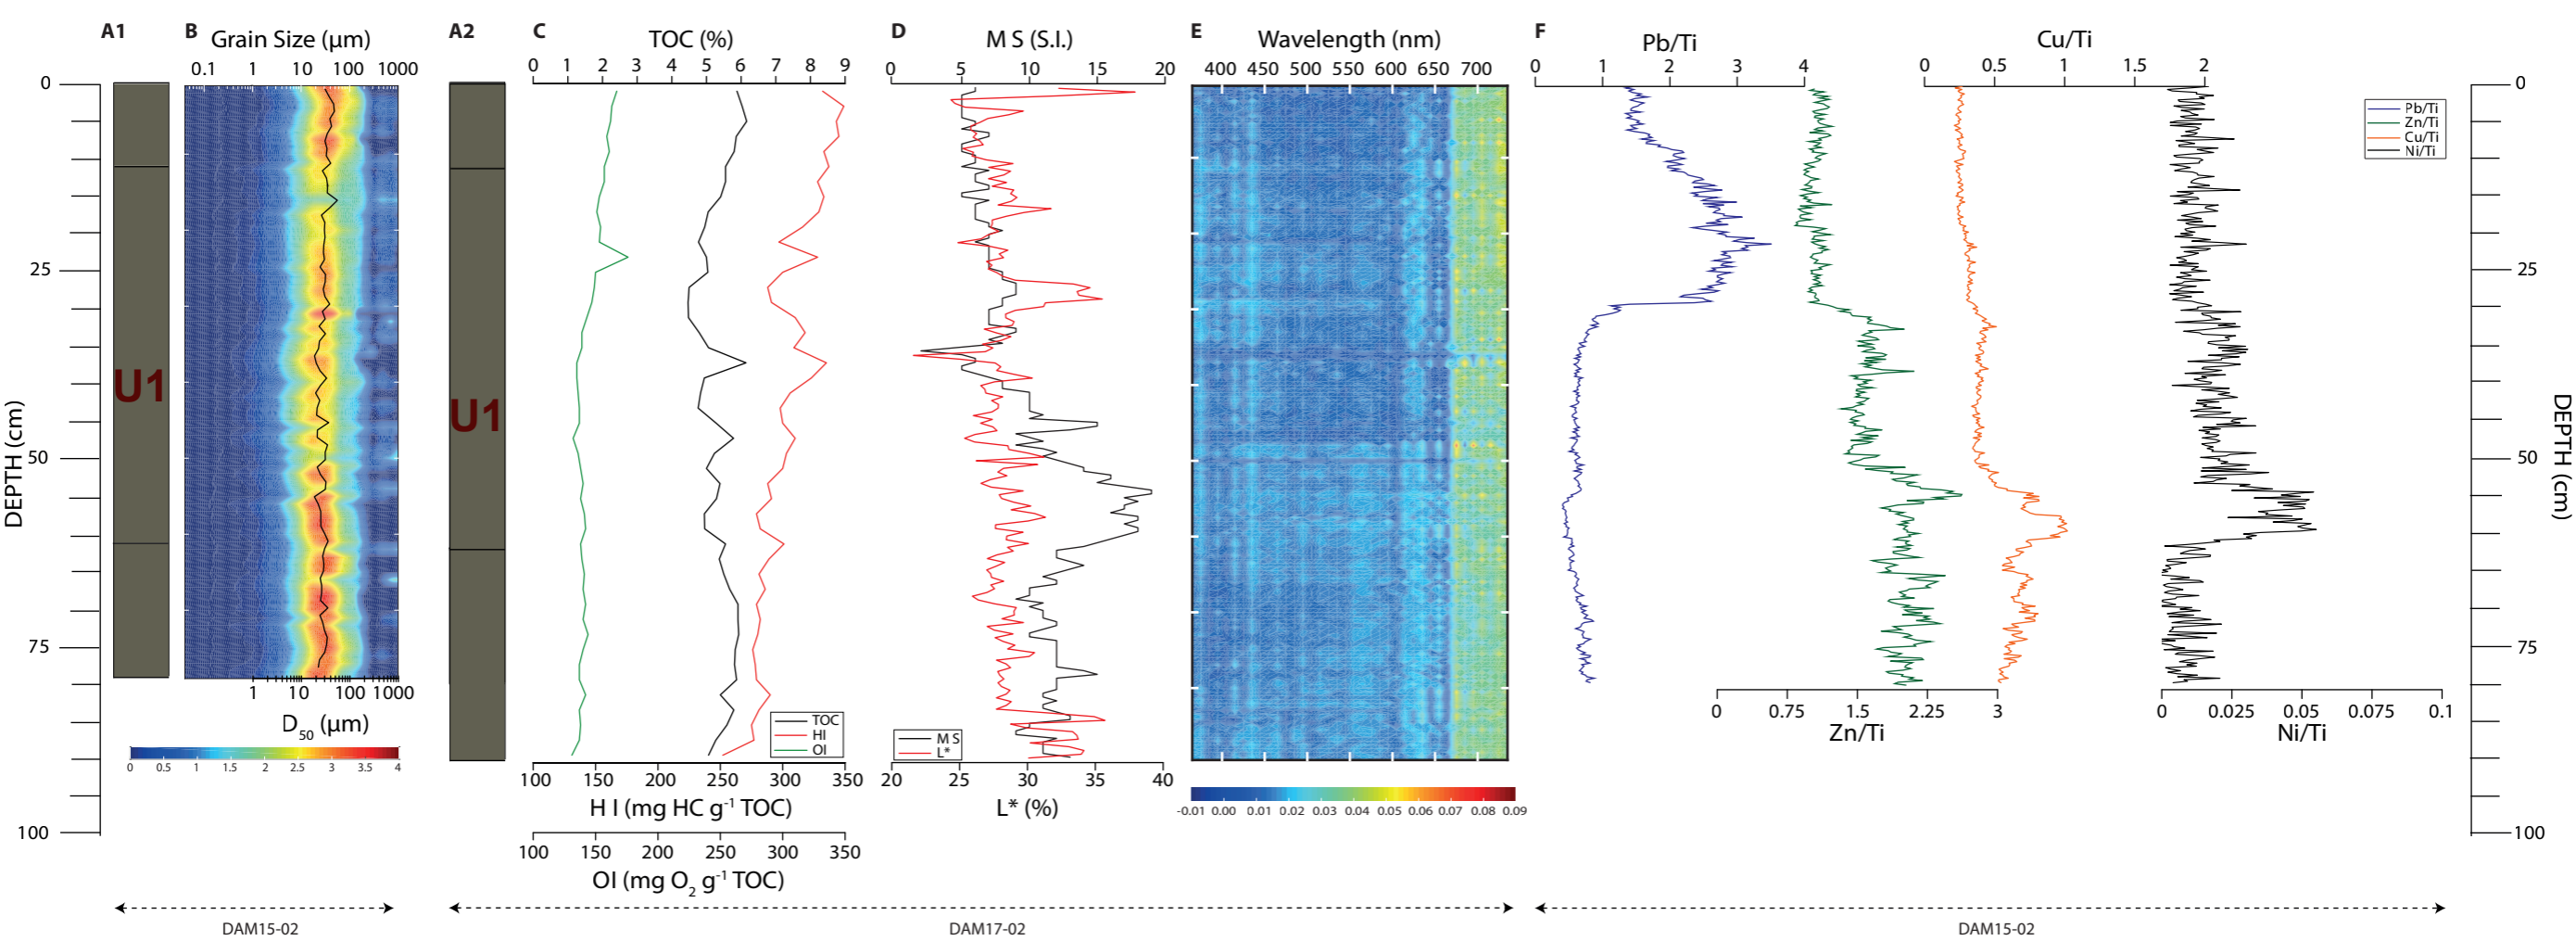 A1 B Grain Size (µm) A2 C TOC (%) D M S (S.I.) E Wavelength (nm) F Pb/Ti Cu/Ti
0.1 1 10 100 1000
0 1 2 3 4 5 6 7 8 9
0 5 10 15 20
400 450 500 550 600 650 700
0 1 2 3 4
0 0.5 1 1.5 2
DEPTH (cm)
0
25
50
75
100
U1
1 10 100 1000
D50 (µm)
0 0.5 1 1.5 2 2.5 3 3.5 4
U1
TOC
HI
OI
100 150 200 250 300 350
H I (mg HC g-1 TOC)
100 150 200 250 300 350
OI (mg O2 g-1 TOC)
M S
L*
20 25 30 35 40
L* (%)
-0.01 0.00 0.01 0.02 0.03 0.04 0.05 0.06 0.07 0.08 0.09
Pb/Ti
Zn/Ti
Cu/Ti
Ni/Ti
0 0.75 1.5 2.25 3
Zn/Ti
0 0.025 0.05 0.075 0.1
Ni/Ti
0
25
50
75
100
DEPTH (cm)
DAM15-02 DAM17-02 DAM15-02